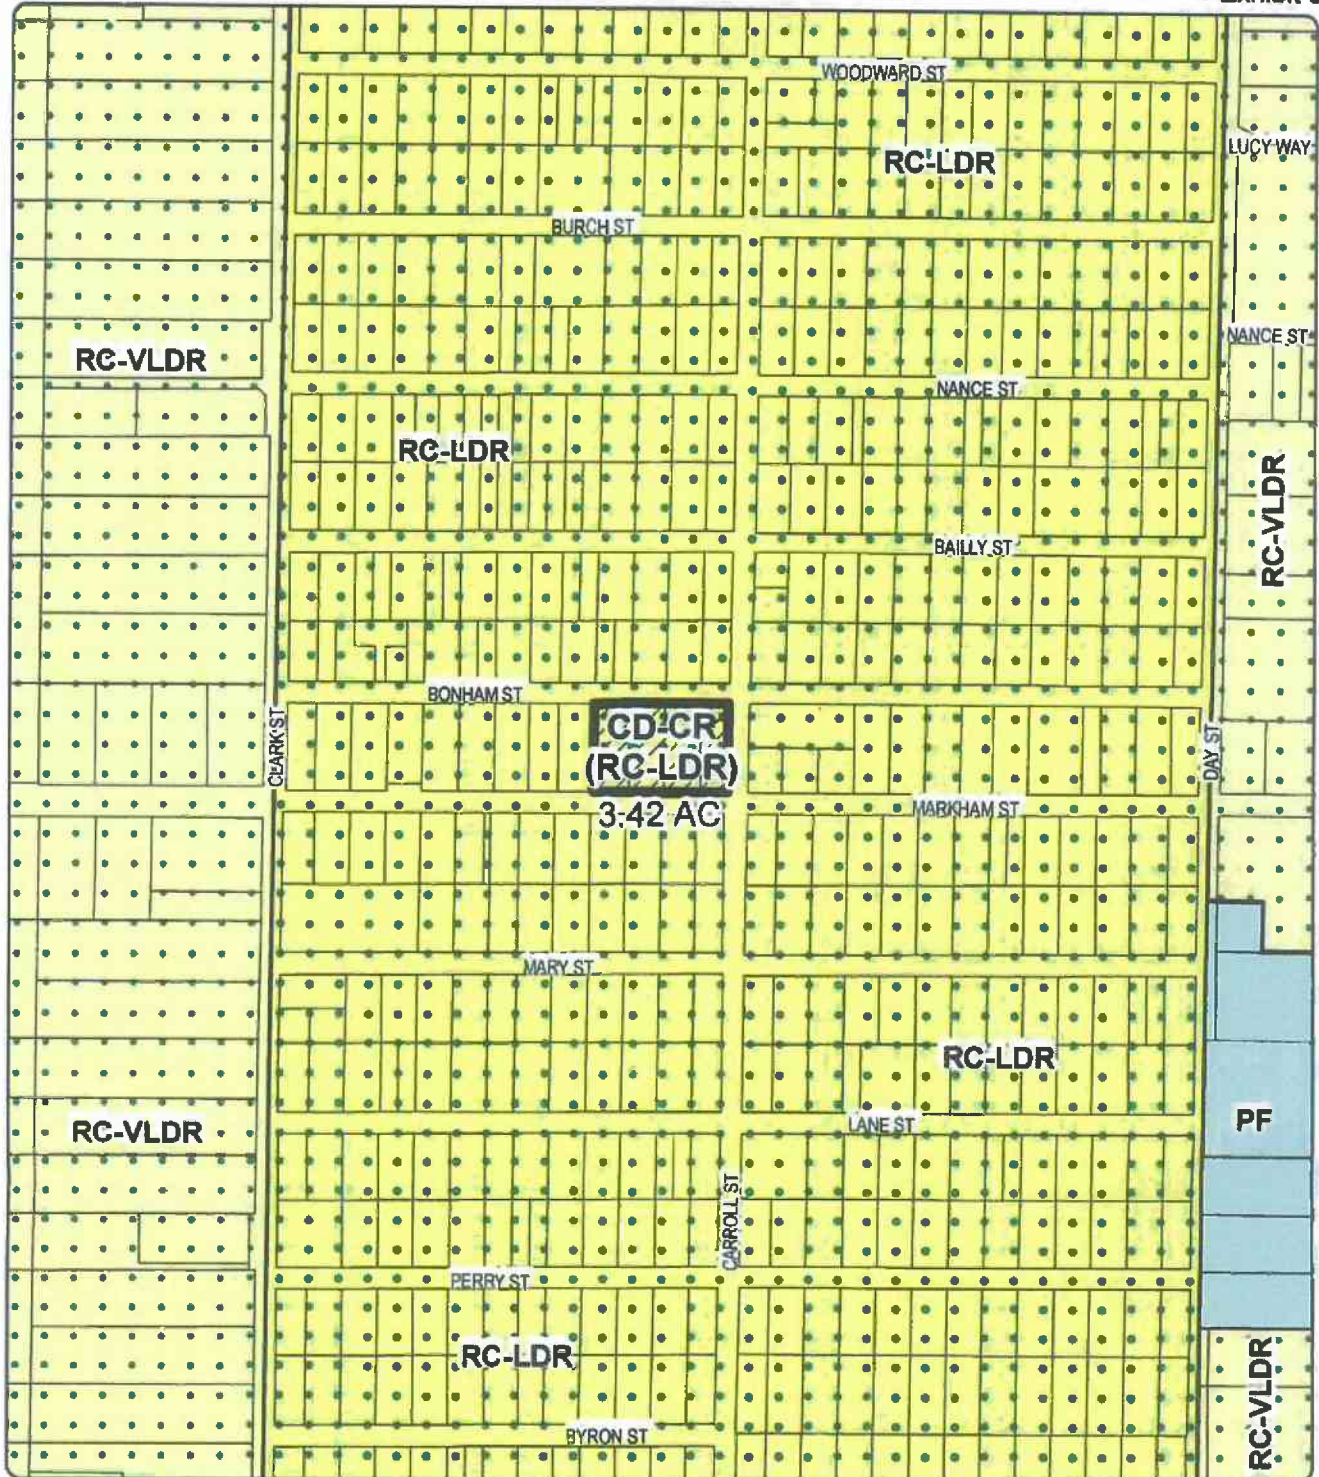 WOODWARD ST
LUCY WAY
RC-LDR
BURCH ST
NANCE ST
RC-VLDR
NANCE ST
RC-LDR
RC-VLDR
BAILLY ST
BONHAM ST
CLARK ST
CD-CR
(RC-LDR)
3.42 AC
DAY ST
MARKHAM ST
MARY ST
RC-LDR
LANE ST
RC-VLDR
PF
CARROLL ST
PERRY ST
RC-LDR
RC-VLDR
BYRON ST